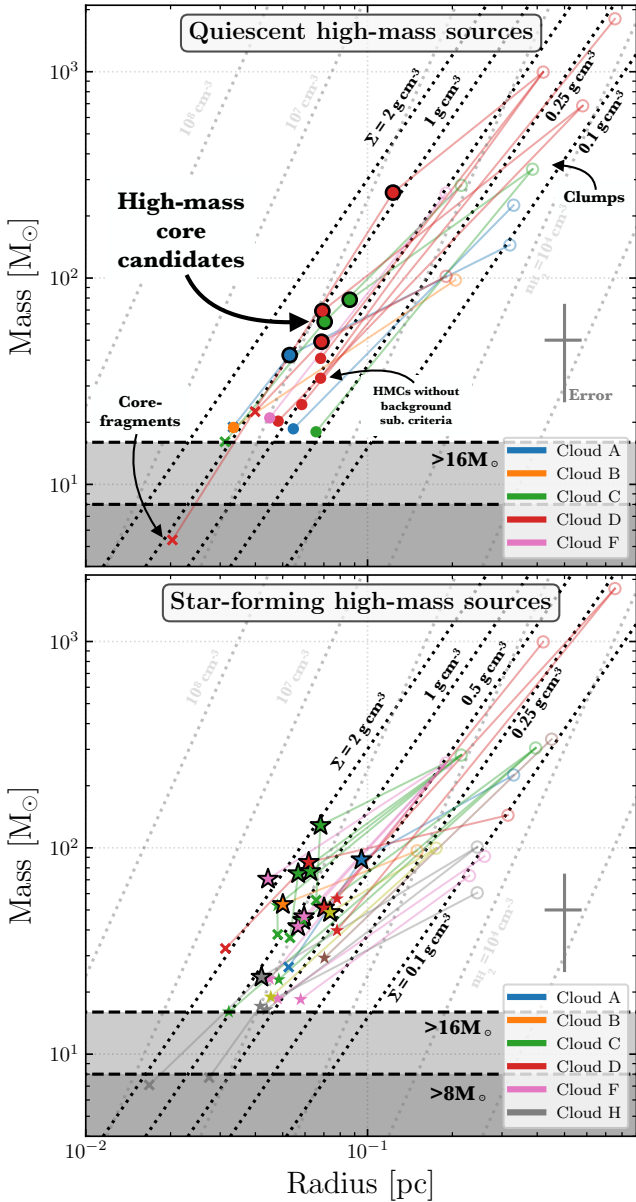 Quiescent high-mass sources
10³
10²
10¹
Mass [M⊙]
10⁸ cm⁻³
10⁷ cm⁻³
Σ = 2 g cm⁻³
1 g cm⁻³
0.25 g cm⁻³
0.1 g cm⁻³
High-mass
core
candidates
Clumps
HMCs without
background
sub. criteria
Error
Core-
fragments
>16M⊙
Cloud A
Cloud B
Cloud C
Cloud D
Cloud F
Star-forming high-mass sources
10³
10²
10¹
Mass [M⊙]
10⁸ cm⁻³
10⁷ cm⁻³
Σ = 2 g cm⁻³
1 g cm⁻³
0.5 g cm⁻³
0.25 g cm⁻³
Σ = 0.1 g cm⁻³
>16M⊙
>8M⊙
Cloud A
Cloud B
Cloud C
Cloud D
Cloud F
Cloud H
10⁻²
10⁻¹
Radius [pc]